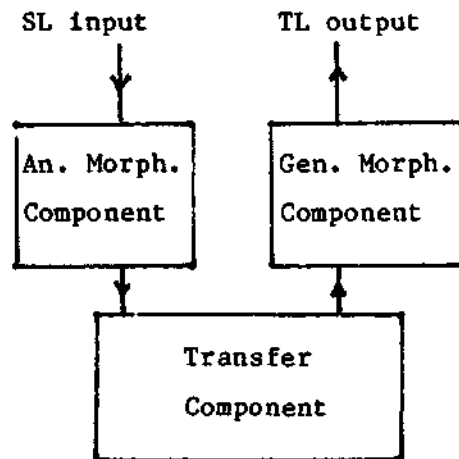 SL input
TL output
An. Morph.
Component
Gen. Morph.
Component
Transfer
Component